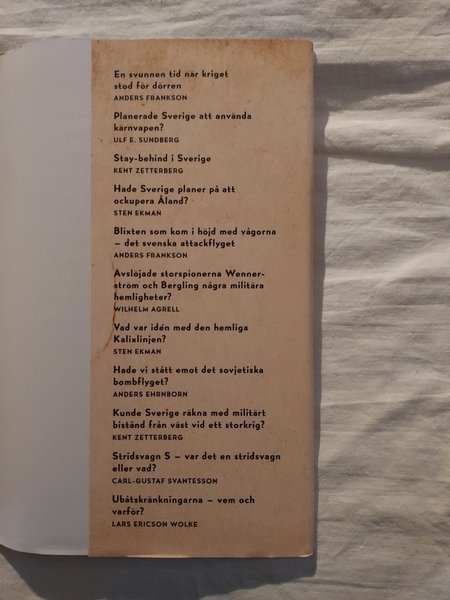 En svunnen tid när kriget
stod för dörren
ANDERS FRANKSON
Planerade Sverige att använda
kärnvapen?
ULF E. SUNDBERG
Stay-behind i Sverige
KENT ZETTERBERG
Hade Sverige planer på att
ockupera Åland?
STEN EKMAN
Blixten som kom i höjd med vågorna
– det svenska attackflyget
ANDERS FRANKSON
Avslöjade storspionerna Wenner-
ström och Bergling några militära
hemligheter?
WILHELM AGRELL
Vad var idén med den hemliga
Kalixlinjen?
STEN EKMAN
Hade vi stått emot det sovjetiska
bombflyget?
ANDERS EHRNBORN
Kunde Sverige räkna med militärt
bistånd från väst vid ett storkrig?
KENT ZETTERBERG
Stridsvagn S – var det en stridsvagn
eller vad?
CARL-GUSTAF SVANTESSON
Ubåtskränkningarna – vem och
varför?
LARS ERICSON WOLKE